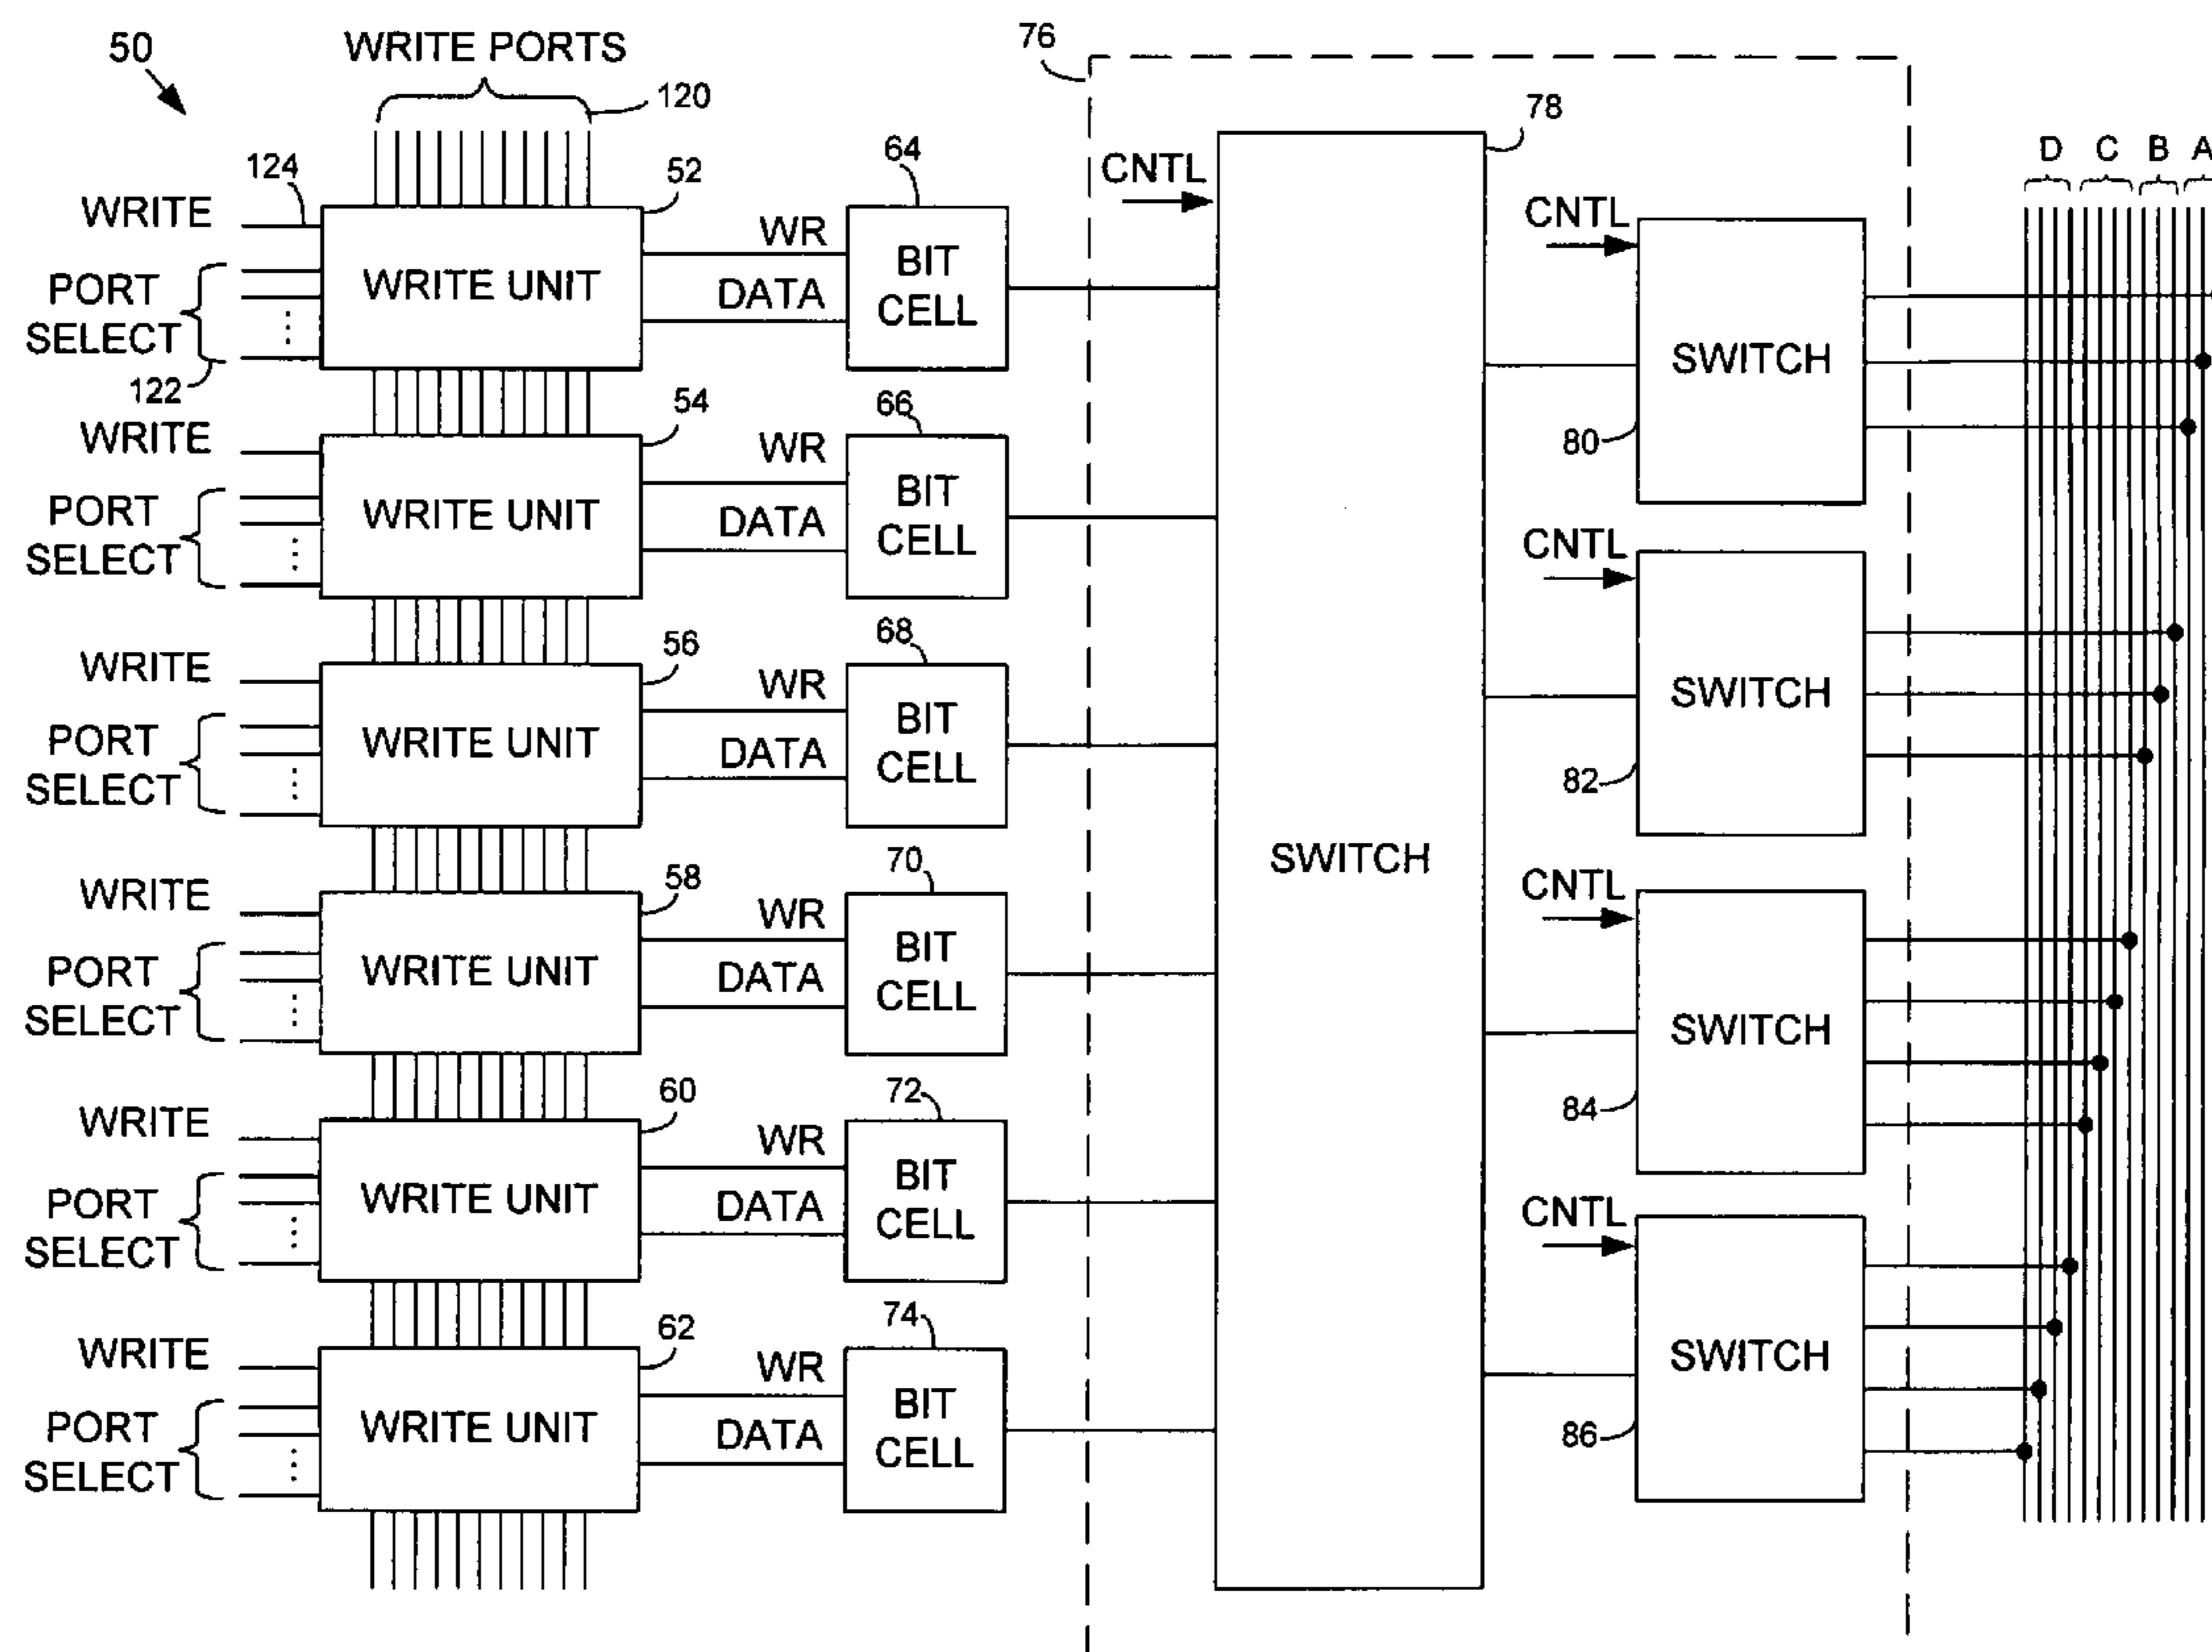 50
WRITE PORTS
120
76
78
D C B A
124
WRITE
PORT
SELECT
122
WRITE UNIT
52
WR
DATA
64
BIT
CELL
CNTL
CNTL
SWITCH
80
WRITE
PORT
SELECT
WRITE UNIT
54
WR
DATA
66
BIT
CELL
CNTL
SWITCH
82
WRITE
PORT
SELECT
WRITE UNIT
56
WR
DATA
68
BIT
CELL
SWITCH
WRITE
PORT
SELECT
WRITE UNIT
58
WR
DATA
70
BIT
CELL
CNTL
SWITCH
84
WRITE
PORT
SELECT
WRITE UNIT
60
WR
DATA
72
BIT
CELL
CNTL
SWITCH
86
WRITE
PORT
SELECT
WRITE UNIT
62
WR
DATA
74
BIT
CELL